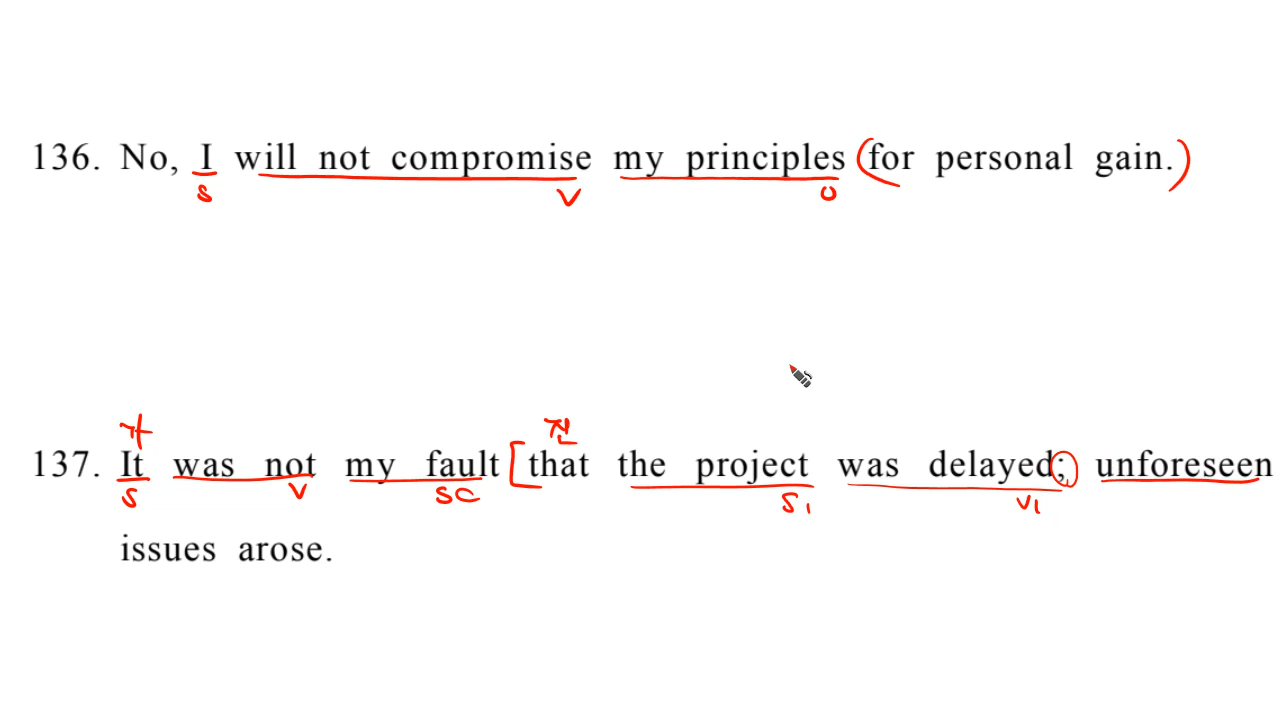 136. No, I will not compromise my principles (for personal gain.)
S V O
가 진
137. It was not my fault [that the project was delayed; unforeseen
S V SC S1 V1
issues arose.